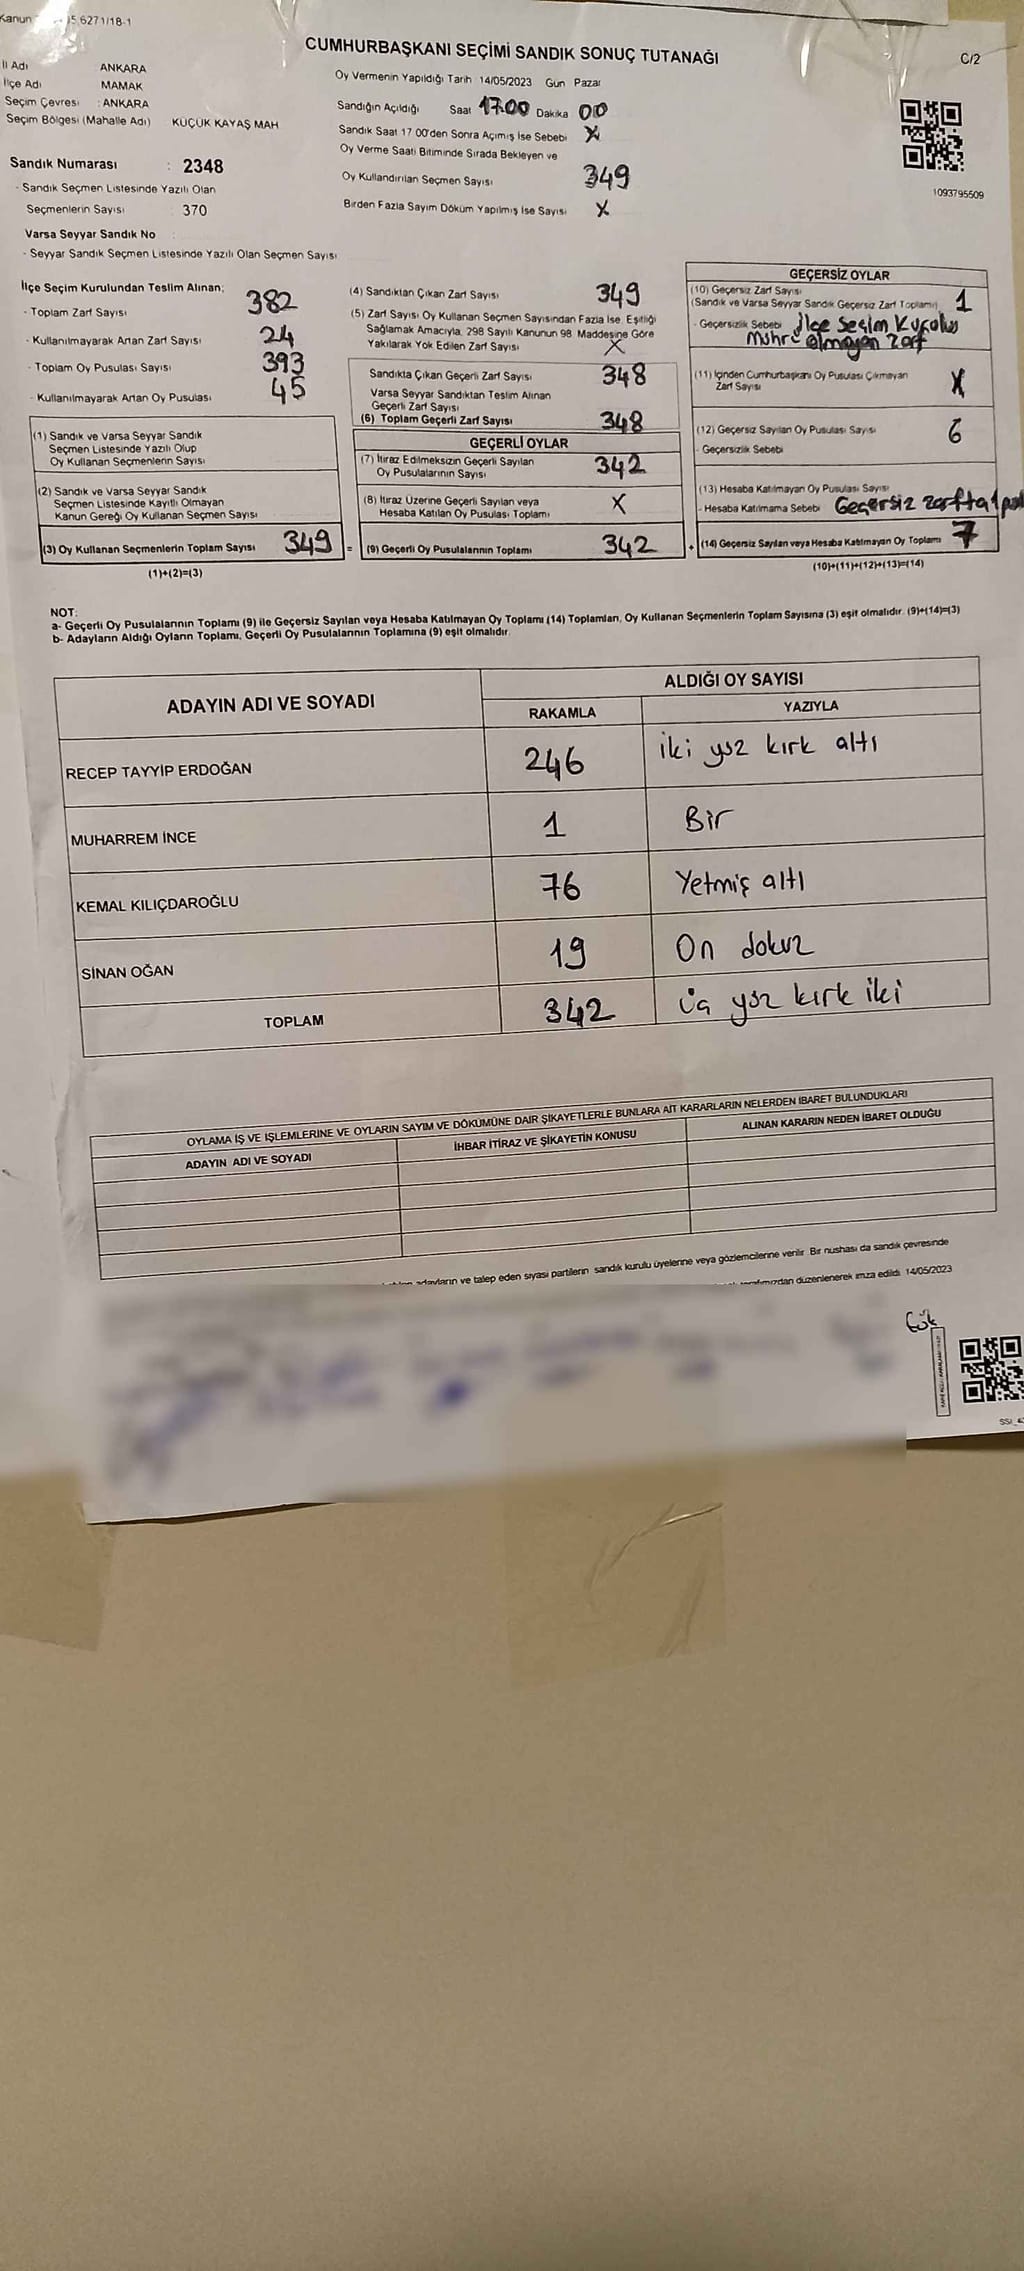 Kanun
5.6271/18-1
CUMHURBAŞKANI SEÇİMİ SANDIK SONUÇ TUTANAĞI
C/2
İl Adı ANKARA
İlçe Adı MAMAK
Seçim Çevresi : ANKARA
Seçim Bölgesi (Mahalle Adı) KÜÇÜK KAYAŞ MAH
Oy Vermenin Yapıldığı Tarih 14/05/2023 Gün Pazar
Sandığın Açıldığı Saat 17.00 Dakika 00
Sandık Saat 17 00'den Sonra Açımış İse Sebebi X
Oy Verme Saati Bitiminde Sırada Bekleyen ve
Oy Kullandırılan Seçmen Sayısı 349
Birden Fazla Sayım Döküm Yapılmış İse Sayısı X
1093795509
Sandık Numarası : 2348
- Sandık Seçmen Listesinde Yazılı Olan
Seçmenlerin Sayısı 370
Varsa Seyyar Sandık No :
- Seyyar Sandık Seçmen Listesinde Yazılı Olan Seçmen Sayısı
İlçe Seçim Kurulundan Teslim Alınan;
- Toplam Zarf Sayısı 382
- Kullanılmayarak Artan Zarf Sayısı 24
- Toplam Oy Pusulası Sayısı 393
- Kullanılmayarak Artan Oy Pusulası 45
(1) Sandık ve Varsa Seyyar Sandık
Seçmen Listesinde Yazılı Olup
Oy Kullanan Seçmenlerin Sayısı
(2) Sandık ve Varsa Seyyar Sandık
Seçmen Listesinde Kayıtlı Olmayan
Kanun Gereği Oy Kullanan Seçmen Sayısı
(3) Oy Kullanan Seçmenlerin Toplam Sayısı 349 =
(1)+(2)=(3)
(4) Sandıktan Çıkan Zarf Sayısı 349
(5) Zarf Sayısı Oy Kullanan Seçmen Sayısından Fazla İse, Eşitliği
Sağlamak Amacıyla, 298 Sayılı Kanunun 98. Maddesine Göre
Yakılarak Yok Edilen Zarf Sayısı X
Sandıkta Çıkan Geçerli Zarf Sayısı 348
Varsa Seyyar Sandıktan Teslim Alınan
Geçerli Zarf Sayısı
(6) Toplam Geçerli Zarf Sayısı 348
GEÇERLİ OYLAR
(7) İtiraz Edilmeksizin Geçerli Sayılan
Oy Pusulalarının Sayısı 342
(8) İtiraz Üzerine Geçerli Sayılan veya
Hesaba Katılan Oy Pusulası Toplamı X
(9) Geçerli Oy Pusulalarının Toplamı 342 +
GEÇERSİZ OYLAR
(10) Geçersiz Zarf Sayısı
(Sandık ve Varsa Seyyar Sandık Geçersiz Zarf Toplamı) 1
- Geçersizlik Sebebi İlçe Seçim Kurulu
mührü olmayan zarf
(11) İçinden Cumhurbaşkanı Oy Pusulası Çıkmayan
Zarf Sayısı X
(12) Geçersiz Sayılan Oy Pusulası Sayısı 6
- Geçersizlik Sebebi
(13) Hesaba Katılmayan Oy Pusulası Sayısı
- Hesaba Katılmama Sebebi Geçersiz zarfta 1
(14) Geçersiz Sayılan veya Hesaba Katılmayan Oy Toplamı 7
(10)+(11)+(12)+(13)=(14)
NOT:
a- Geçerli Oy Pusulalarının Toplamı (9) ile Geçersiz Sayılan veya Hesaba Katılmayan Oy Toplamı (14) Toplamları, Oy Kullanan Seçmenlerin Toplam Sayısına (3) eşit olmalıdır. (9)+(14)=(3)
b- Adayların Aldığı Oyların Toplamı, Geçerli Oy Pusulalarının Toplamına (9) eşit olmalıdır.
ADAYIN ADI VE SOYADI
ALDIĞI OY SAYISI
RAKAMLA YAZIYLA
RECEP TAYYİP ERDOĞAN 246 iki yüz kırk altı
MUHARREM İNCE 1 Bir
KEMAL KILIÇDAROĞLU 76 Yetmiş altı
SİNAN OĞAN 19 On dokuz
TOPLAM 342 üç yüz kırk iki
OYLAMA İŞ VE İŞLEMLERİNE VE OYLARIN SAYIM VE DÖKÜMÜNE DAİR ŞİKAYETLERLE BUNLARA AİT KARARLARIN NELERDEN İBARET BULUNDUKLARI
ADAYIN ADI VE SOYADI İHBAR İTİRAZ VE ŞİKAYETİN KONUSU ALINAN KARARIN NEDEN İBARET OLDUĞU
adayların ve talep eden siyasi partilerin sandık kurulu üyelerine veya gözlemcilerine verilir. Bir nüshası da sandık çevresinde
tarafımızdan düzenlenerek imza edildi. 14/05/2023